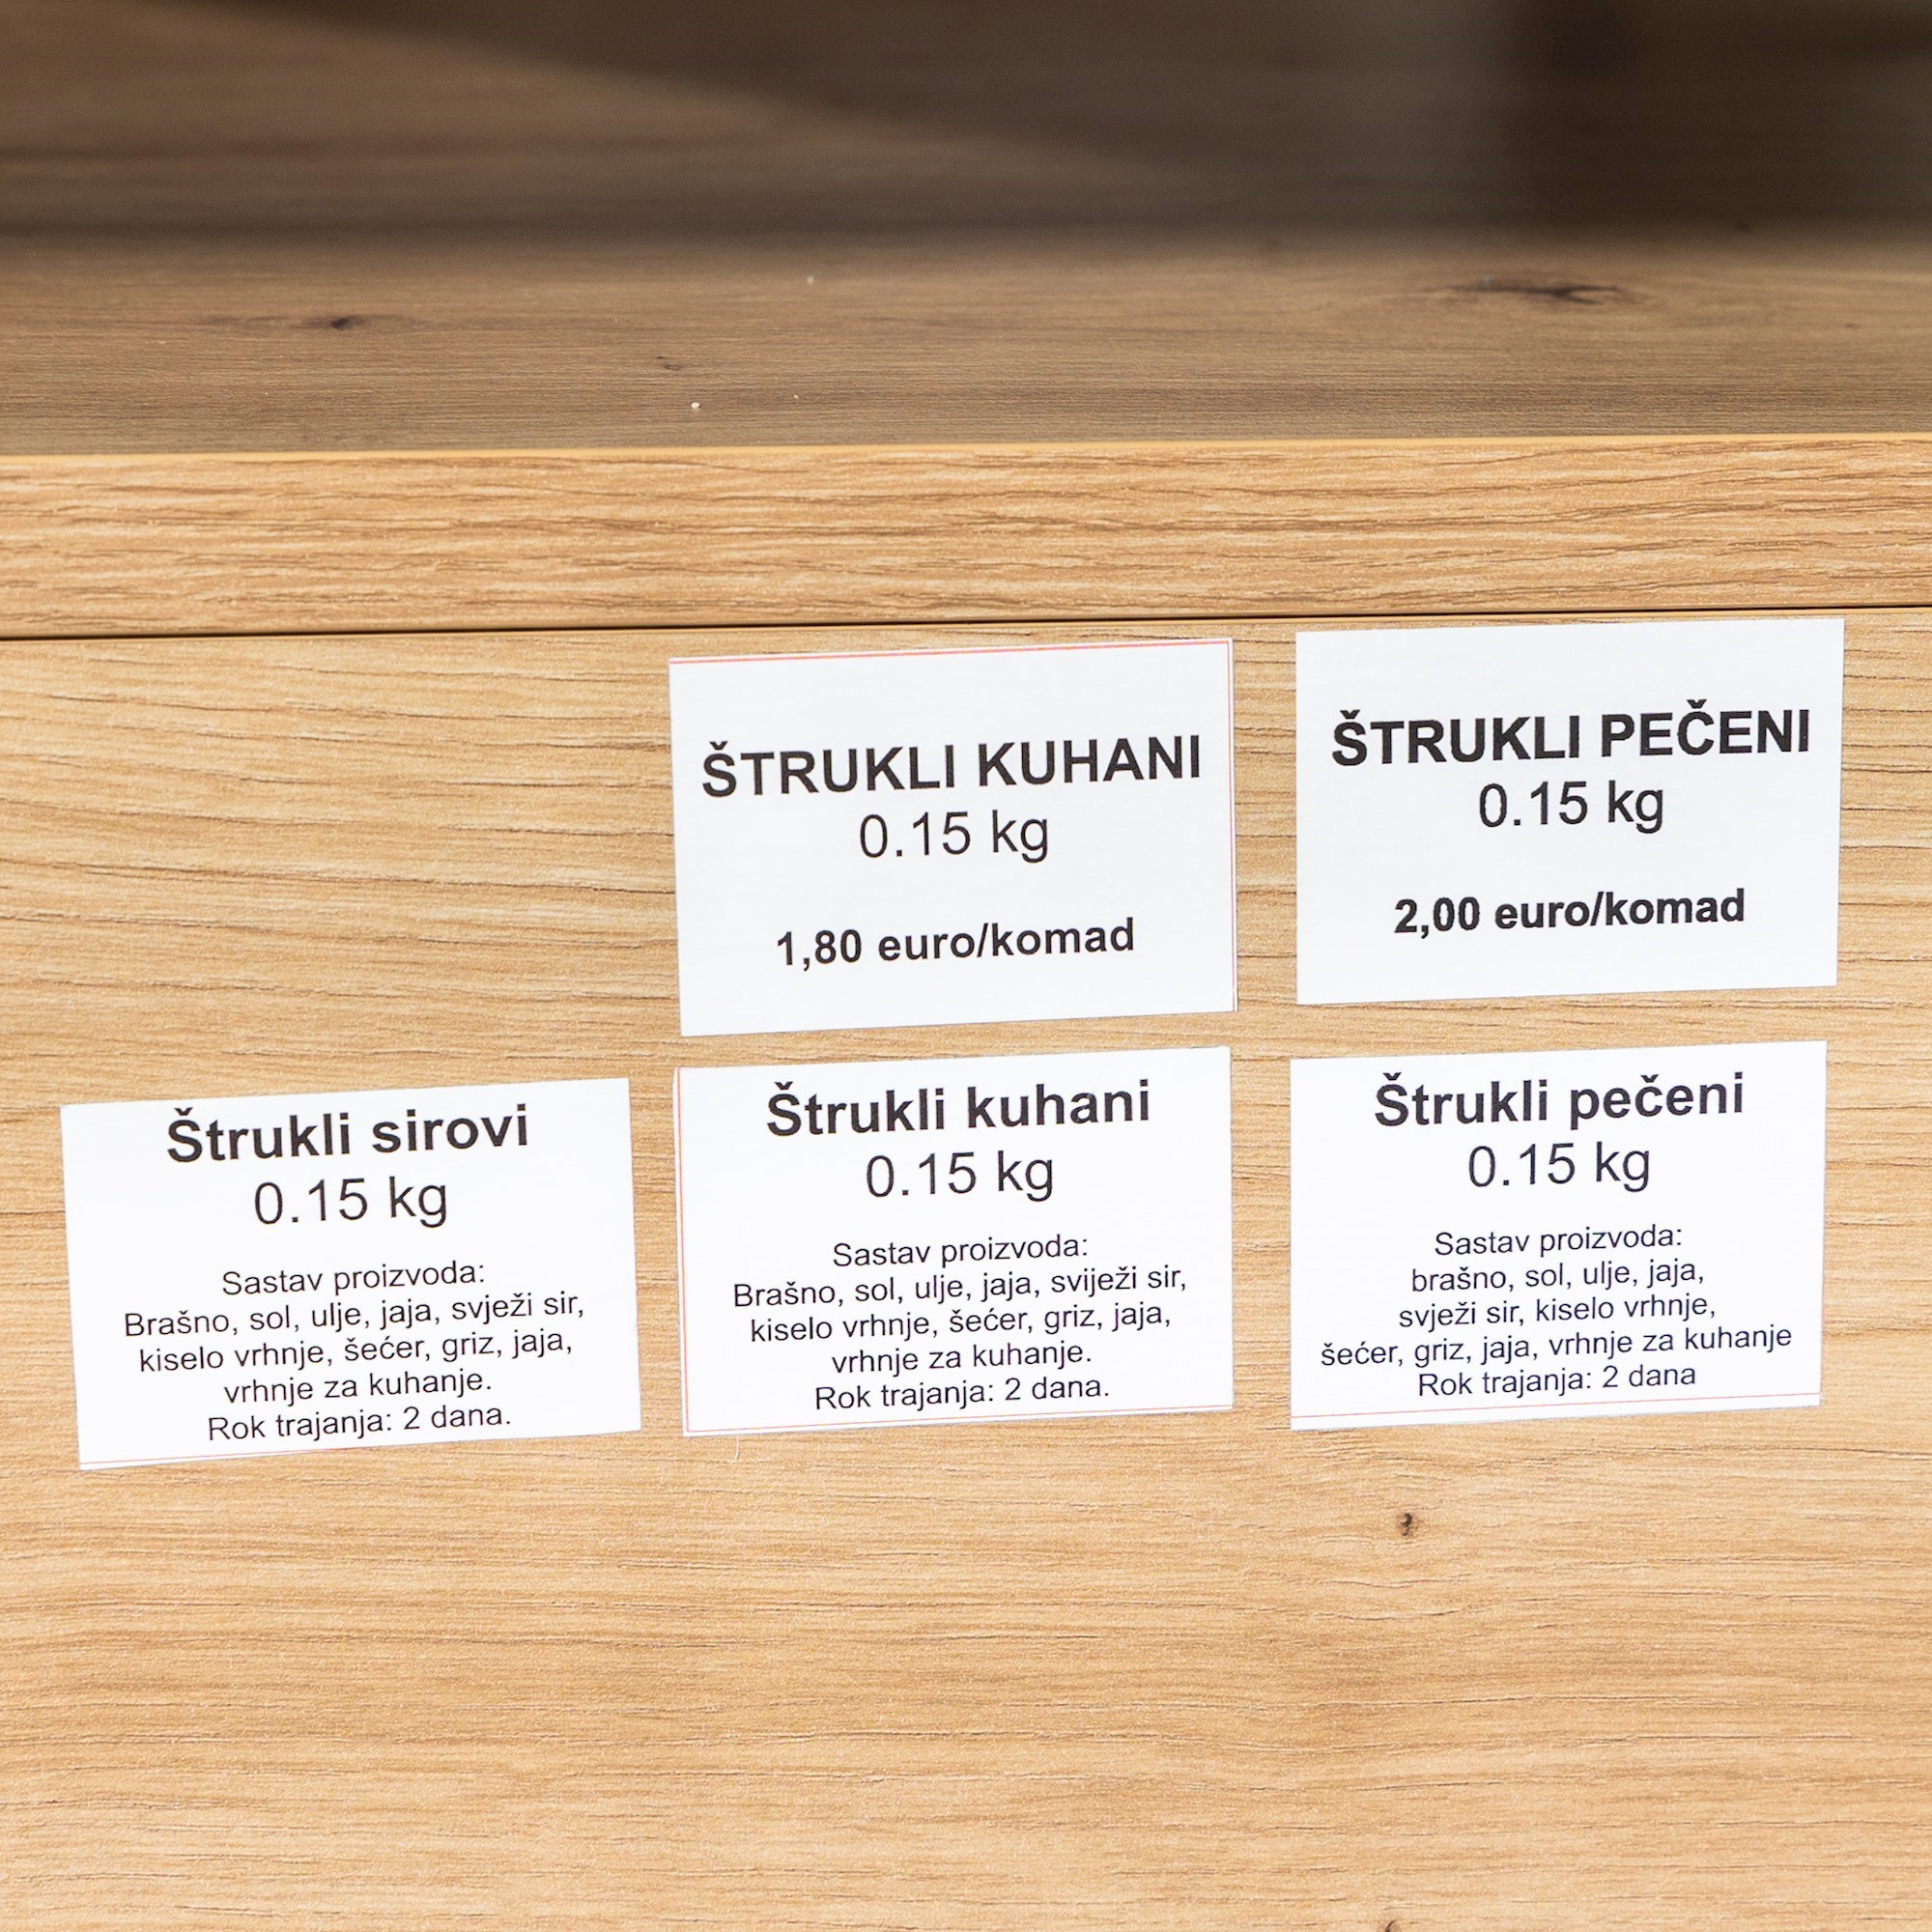 ŠTRUKLI KUHANI
0.15 kg
1,80 euro/komad
ŠTRUKLI PEČENI
0.15 kg
2,00 euro/komad
Štrukli sirovi
0.15 kg
Sastav proizvoda:
Brašno, sol, ulje, jaja, svježi sir,
kiselo vrhnje, šećer, griz, jaja,
vrhnje za kuhanje.
Rok trajanja: 2 dana.
Štrukli kuhani
0.15 kg
Sastav proizvoda:
Brašno, sol, ulje, jaja, sviježi sir,
kiselo vrhnje, šećer, griz, jaja,
vrhnje za kuhanje.
Rok trajanja: 2 dana.
Štrukli pečeni
0.15 kg
Sastav proizvoda:
brašno, sol, ulje, jaja,
svježi sir, kiselo vrhnje,
šećer, griz, jaja, vrhnje za kuhanje
Rok trajanja: 2 dana